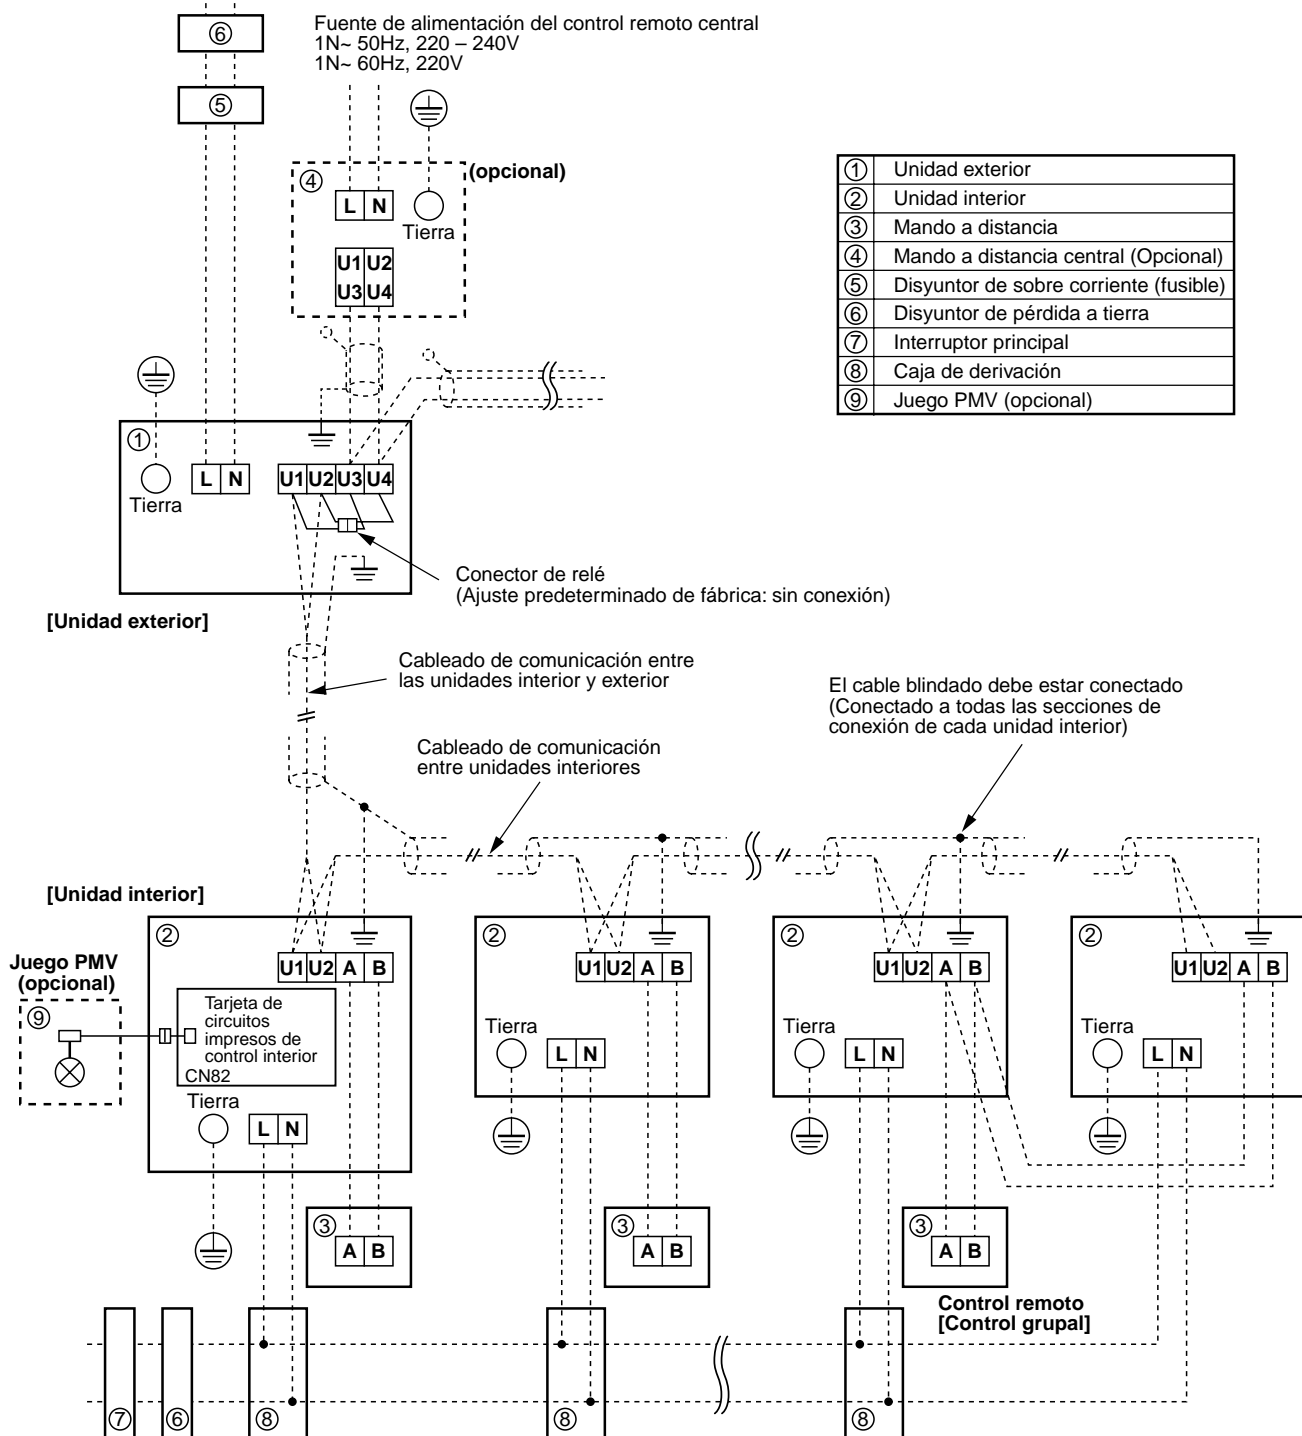 ⑥
Fuente de alimentación del control remoto central
1N~ 50Hz, 220 – 240V
1N~ 60Hz, 220V
⑤
④
(opcional)
L N
Tierra
U1 U2
U3 U4
① Unidad exterior
② Unidad interior
③ Mando a distancia
④ Mando a distancia central (Opcional)
⑤ Disyuntor de sobre corriente (fusible)
⑥ Disyuntor de pérdida a tierra
⑦ Interruptor principal
⑧ Caja de derivación
⑨ Juego PMV (opcional)
①
Tierra
L N
U1 U2 U3 U4
Conector de relé
(Ajuste predeterminado de fábrica: sin conexión)
[Unidad exterior]
Cableado de comunicación entre
las unidades interior y exterior
El cable blindado debe estar conectado
(Conectado a todas las secciones de
conexión de cada unidad interior)
Cableado de comunicación
entre unidades interiores
[Unidad interior]
②
U1 U2 A B
Juego PMV
(opcional)
⑨
Tarjeta de
circuitos
impresos de
control interior
CN82
Tierra
L N
②
U1 U2 A B
Tierra
L N
②
U1 U2 A B
Tierra
L N
②
U1 U2 A B
Tierra
L N
③
A B
③
A B
③
A B
Control remoto
[Control grupal]
⑦
⑥
⑧
⑧
⑧